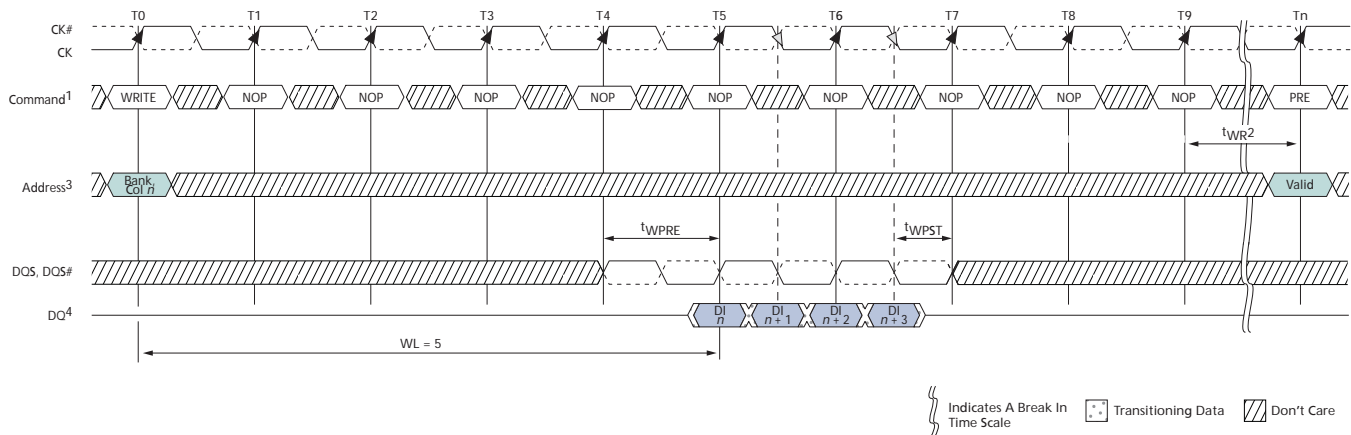 T0 T1 T2 T3 T4 T5 T6 T7 T8 T9 Tn
CK#
CK
Command1 WRITE NOP NOP NOP NOP NOP NOP NOP NOP NOP PRE
tWR2
Address3 Bank, Col n Valid
tWPRE tWPST
DQS, DQS#
DQ4 DI n DI n + 1 DI n + 2 DI n + 3
WL = 5
Indicates A Break In
Time Scale
Transitioning Data
Don't Care